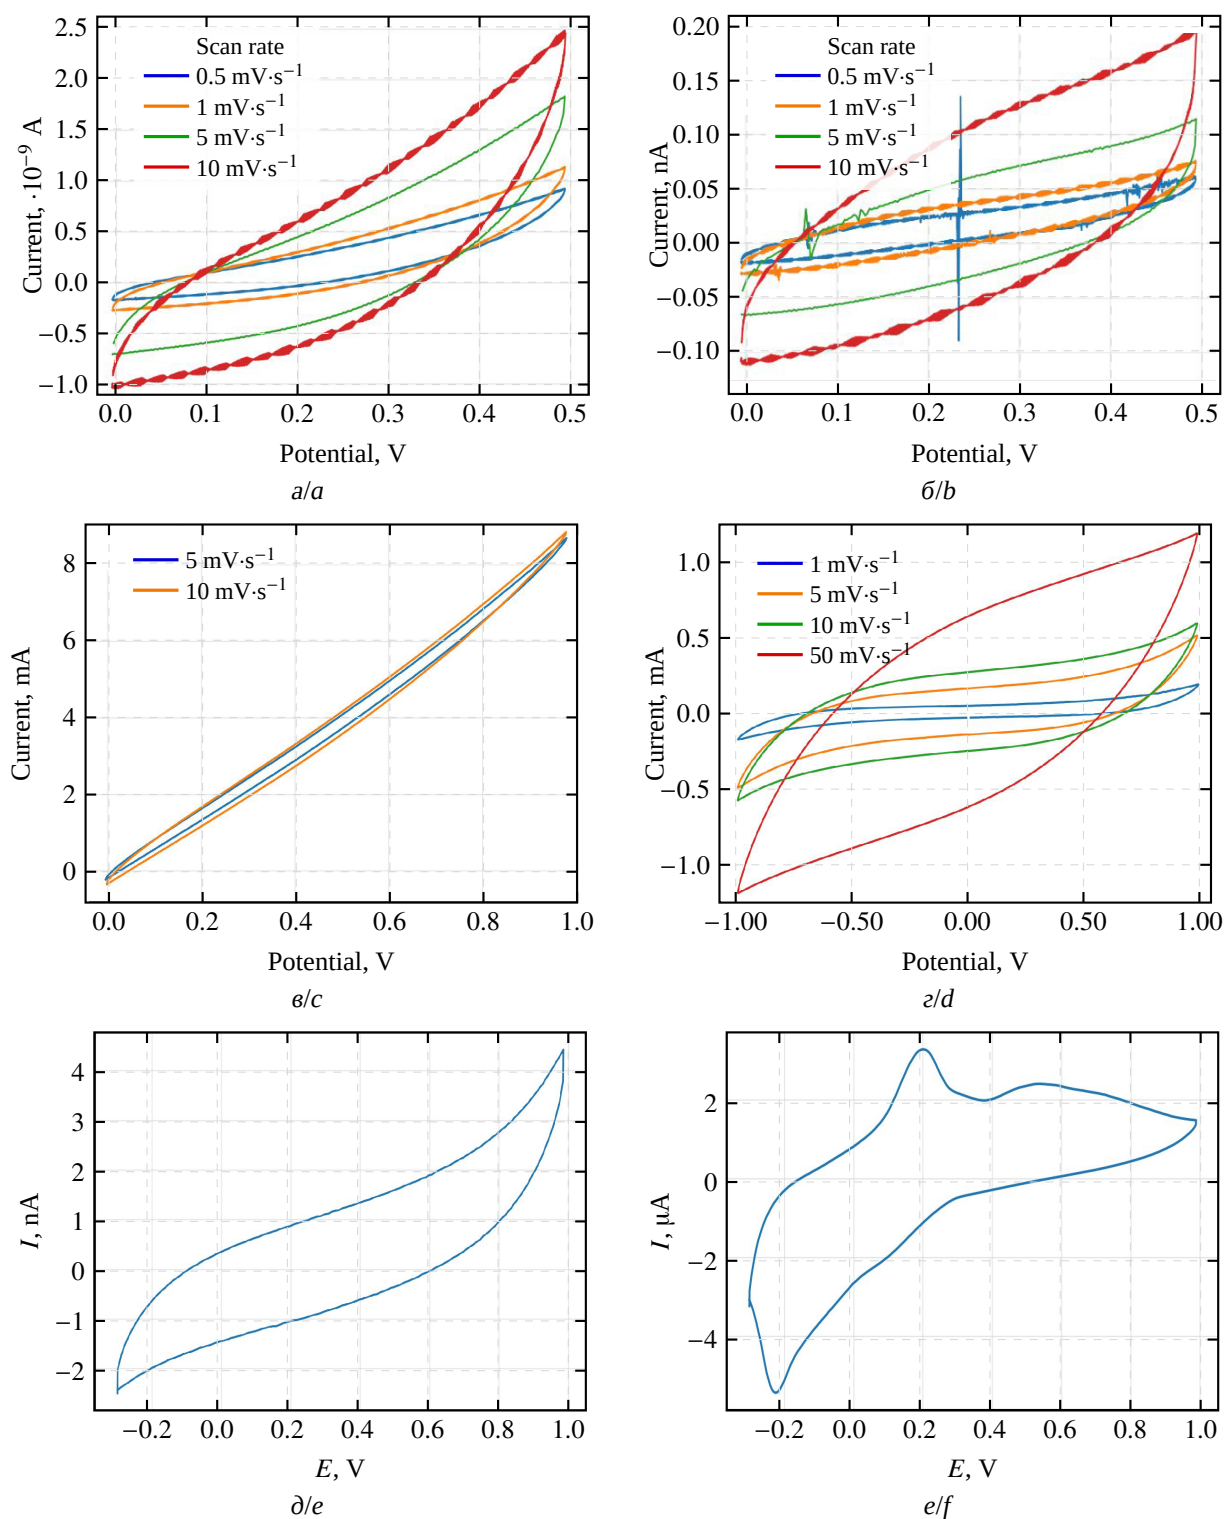 Scan rate
0.5 mV·s⁻¹
1 mV·s⁻¹
5 mV·s⁻¹
10 mV·s⁻¹
Current, ·10⁻⁹ A
2.5
2.0
1.5
1.0
0.5
0.0
−0.5
−1.0
0.0 0.1 0.2 0.3 0.4 0.5
Potential, V
а/a
Scan rate
0.5 mV·s⁻¹
1 mV·s⁻¹
5 mV·s⁻¹
10 mV·s⁻¹
Current, nA
0.20
0.15
0.10
0.05
0.00
−0.05
−0.10
0.0 0.1 0.2 0.3 0.4 0.5
Potential, V
б/b
5 mV·s⁻¹
10 mV·s⁻¹
Current, mA
8
6
4
2
0
0.0 0.2 0.4 0.6 0.8 1.0
Potential, V
в/c
1 mV·s⁻¹
5 mV·s⁻¹
10 mV·s⁻¹
50 mV·s⁻¹
Current, mA
1.0
0.5
0.0
−0.5
−1.0
−1.00 −0.50 0.00 0.50 1.00
Potential, V
г/d
I, nA
4
3
2
1
0
−1
−2
−0.2 0.0 0.2 0.4 0.6 0.8 1.0
E, V
д/e
I, μA
2
0
−2
−4
−0.2 0.0 0.2 0.4 0.6 0.8 1.0
E, V
е/f